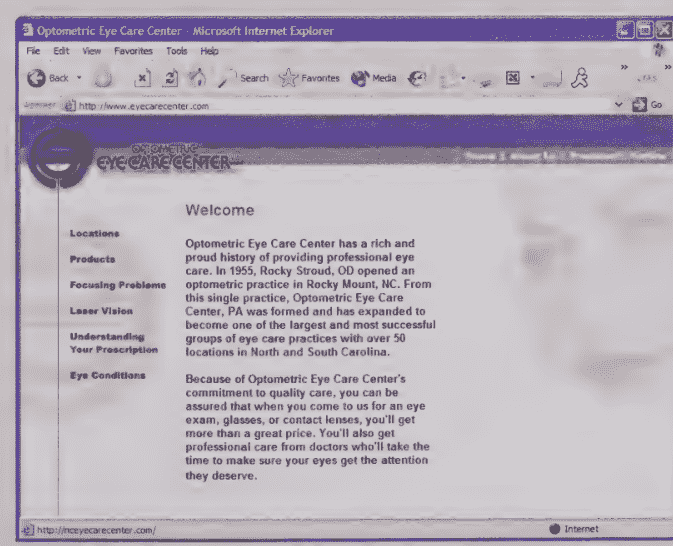 Optometric Eye Care Center - Microsoft Internet Explorer
File Edit View Favorites Tools Help
Back Search Favorites Media
http://www.eyecarecenter.com Go
OPTOMETRIC
EYE CARE CENTER
Welcome
Locations
Products
Focusing Problems
Laser Vision
Understanding
Your Prescription
Eye Conditions
Optometric Eye Care Center has a rich and
proud history of providing professional eye
care. In 1955, Rocky Stroud, OD opened an
optometric practice in Rocky Mount, NC. From
this single practice, Optometric Eye Care
Center, PA was formed and has expanded to
become one of the largest and most successful
groups of eye care practices with over 50
locations in North and South Carolina.
Because of Optometric Eye Care Center's
commitment to quality care, you can be
assured that when you come to us for an eye
exam, glasses, or contact lenses, you'll get
more than a great price. You'll also get
professional care from doctors who'll take the
time to make sure your eyes get the attention
they deserve.
http://nceyecarecenter.com/ Internet